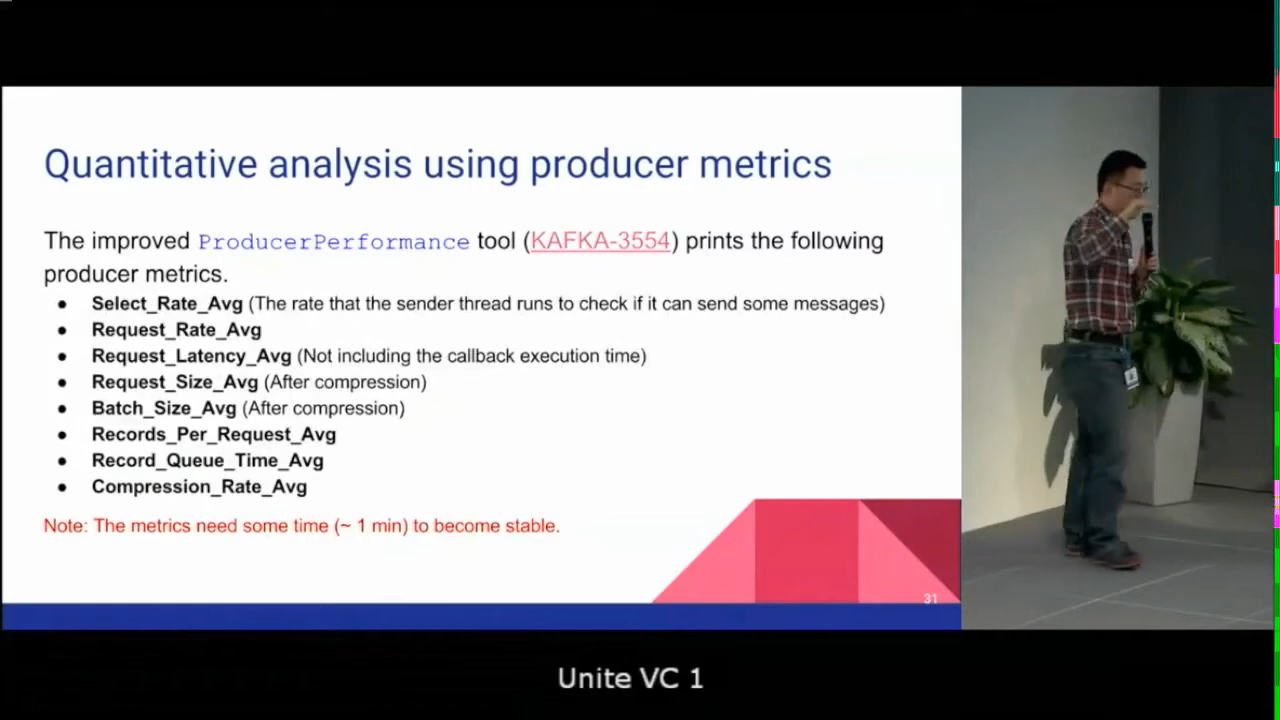 Quantitative analysis using producer metrics
The improved ProducerPerformance tool (KAFKA-3554) prints the following
producer metrics.
● Select_Rate_Avg (The rate that the sender thread runs to check if it can send some messages)
● Request_Rate_Avg
● Request_Latency_Avg (Not including the callback execution time)
● Request_Size_Avg (After compression)
● Batch_Size_Avg (After compression)
● Records_Per_Request_Avg
● Record_Queue_Time_Avg
● Compression_Rate_Avg
Note: The metrics need some time (~ 1 min) to become stable.
31
Unite VC 1